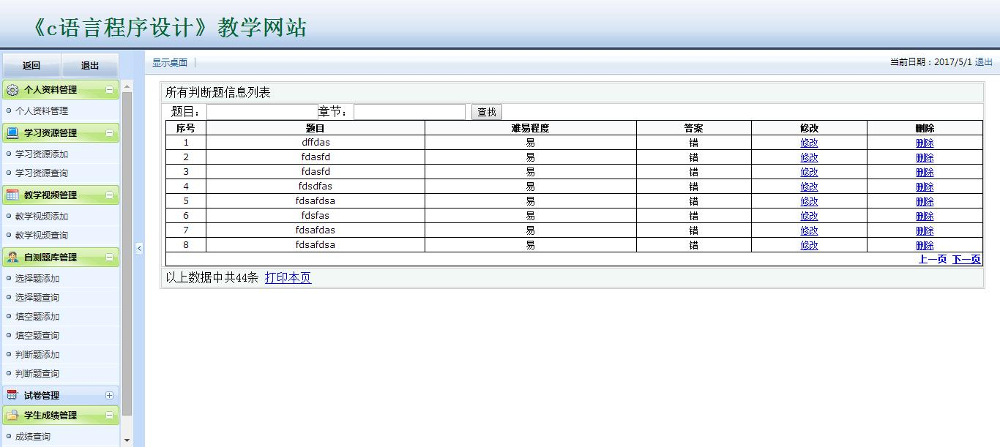 《c语言程序设计》教学网站
返回 退出
显示桌面 当前日期：2017/5/1 退出
个人资料管理
个人资料管理
学习资源管理
学习资源添加
学习资源查询
教学视频管理
教学视频添加
教学视频查询
自测题库管理
选择题添加
选择题查询
填空题添加
填空题查询
判断题添加
判断题查询
试卷管理
学生成绩管理
成绩查询
所有判断题信息列表
题目： 章节： 查找
序号 题目 难易程度 答案 修改 删除
1 dffdas 易 错 修改 删除
2 fdasfd 易 错 修改 删除
3 fdasfd 易 错 修改 删除
4 fdsdfas 易 错 修改 删除
5 fdsafdsa 易 错 修改 删除
6 fdsfas 易 错 修改 删除
7 fdsafdas 易 错 修改 删除
8 fdsafdsa 易 错 修改 删除
上一页 下一页
以上数据中共44条 打印本页